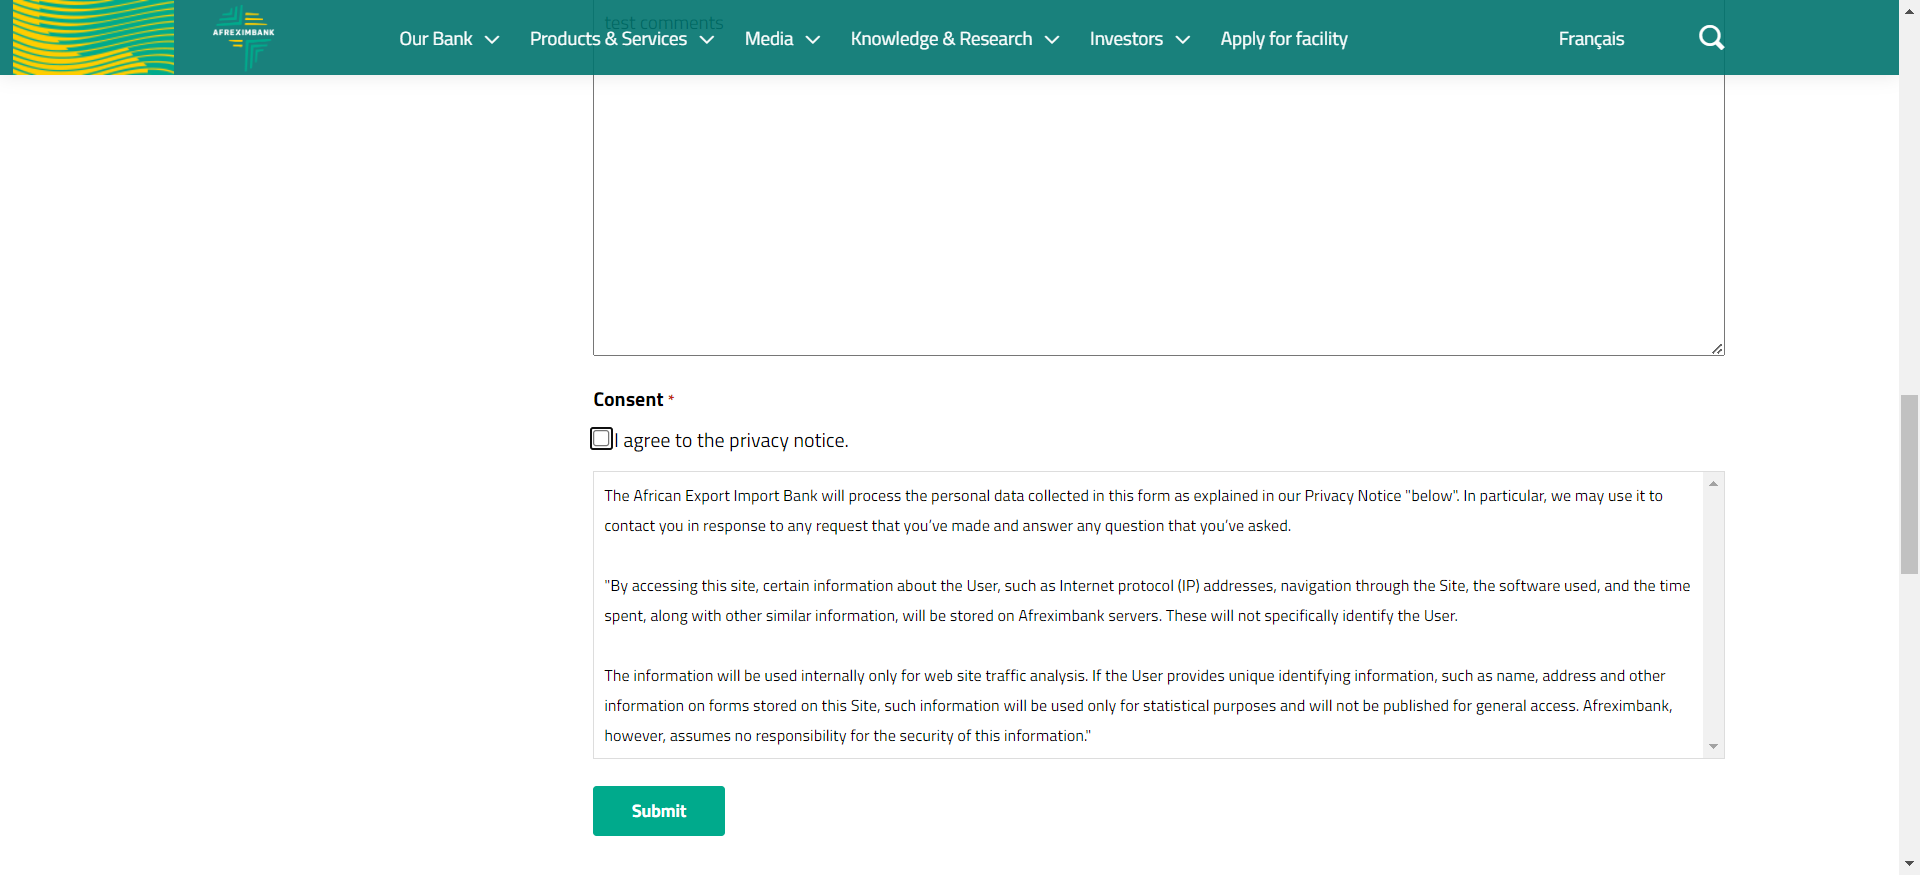 test comments
AFREXIMBANK
Our Bank
Products & Services
Media
Knowledge & Research
Investors
Apply for facility
Français
Consent *
I agree to the privacy notice.
The African Export Import Bank will process the personal data collected in this form as explained in our Privacy Notice "below". In particular, we may use it to
contact you in response to any request that you’ve made and answer any question that you’ve asked.
"By accessing this site, certain information about the User, such as Internet protocol (IP) addresses, navigation through the Site, the software used, and the time
spent, along with other similar information, will be stored on Afreximbank servers. These will not specifically identify the User.
The information will be used internally only for web site traffic analysis. If the User provides unique identifying information, such as name, address and other
information on forms stored on this Site, such information will be used only for statistical purposes and will not be published for general access. Afreximbank,
however, assumes no responsibility for the security of this information."
Submit